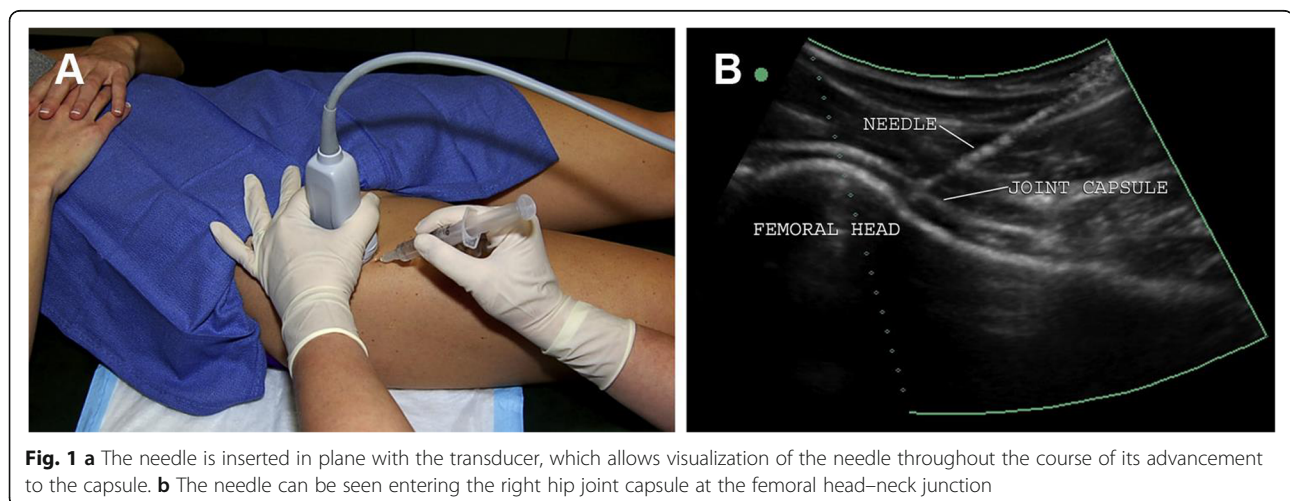 A
B
NEEDLE
JOINT CAPSULE
FEMORAL HEAD
Fig. 1 a The needle is inserted in plane with the transducer, which allows visualization of the needle throughout the course of its advancement
to the capsule. b The needle can be seen entering the right hip joint capsule at the femoral head–neck junction